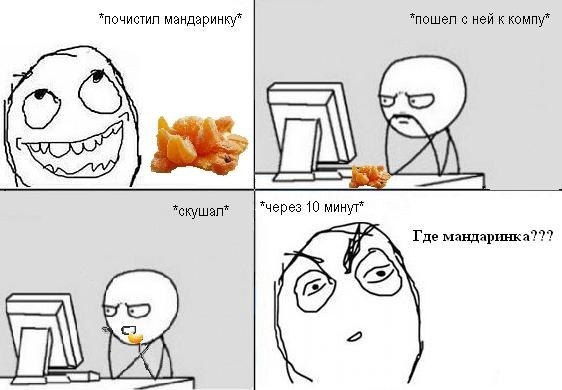 *почистил мандаринку*
*пошел с ней к компу*
*скушал*
*через 10 минут*
Где мандаринка???